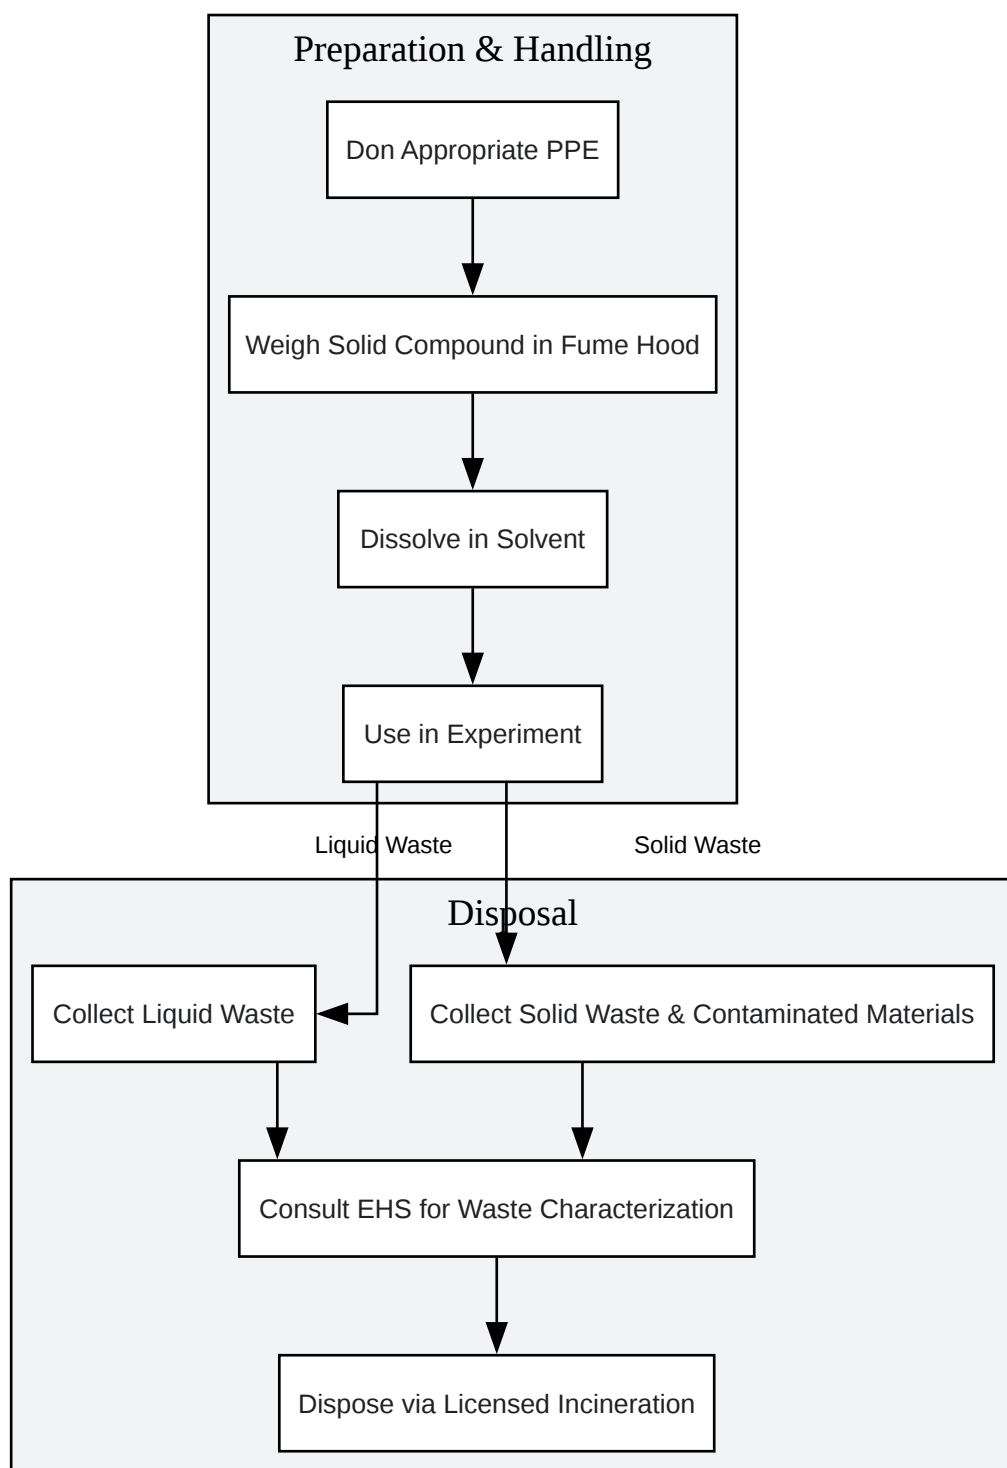 Preparation & Handling
Don Appropriate PPE
Weigh Solid Compound in Fume Hood
Dissolve in Solvent
Use in Experiment
Liquid Waste
Solid Waste
Disposal
Collect Liquid Waste
Collect Solid Waste & Contaminated Materials
Consult EHS for Waste Characterization
Dispose via Licensed Incineration